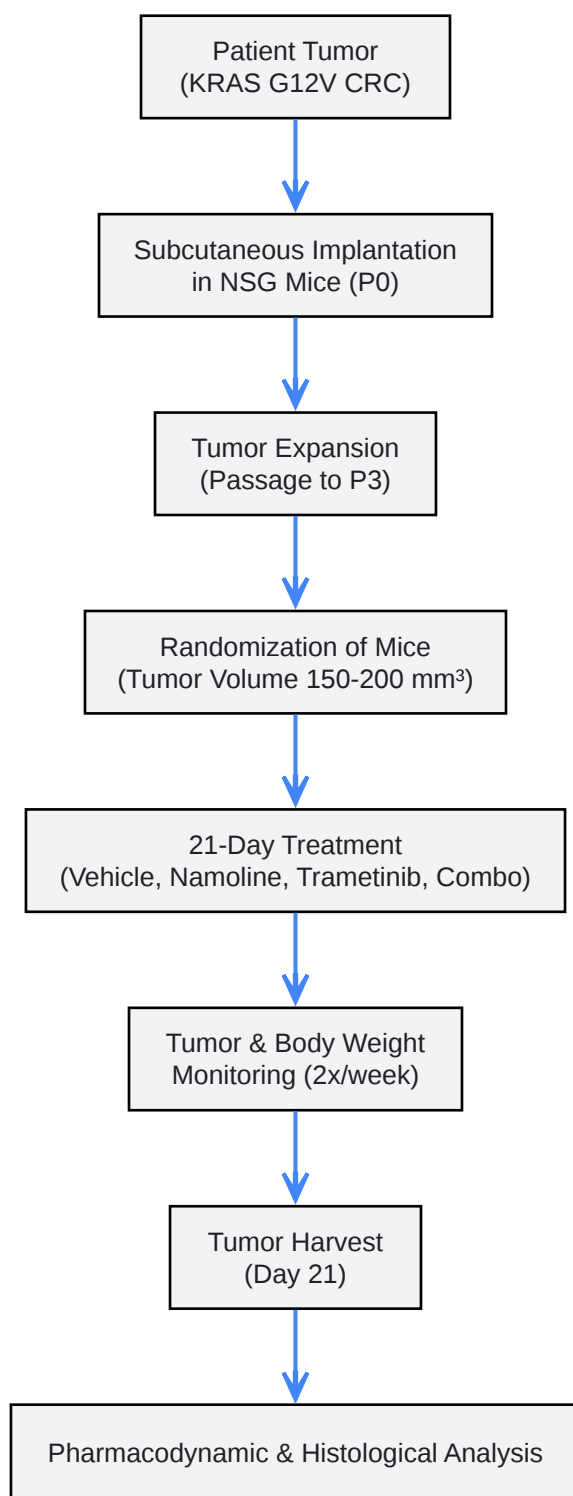 Patient Tumor
(KRAS G12V CRC)
Subcutaneous Implantation
in NSG Mice (P0)
Tumor Expansion
(Passage to P3)
Randomization of Mice
(Tumor Volume 150-200 mm³)
21-Day Treatment
(Vehicle, Namoline, Trametinib, Combo)
Tumor & Body Weight
Monitoring (2x/week)
Tumor Harvest
(Day 21)
Pharmacodynamic & Histological Analysis